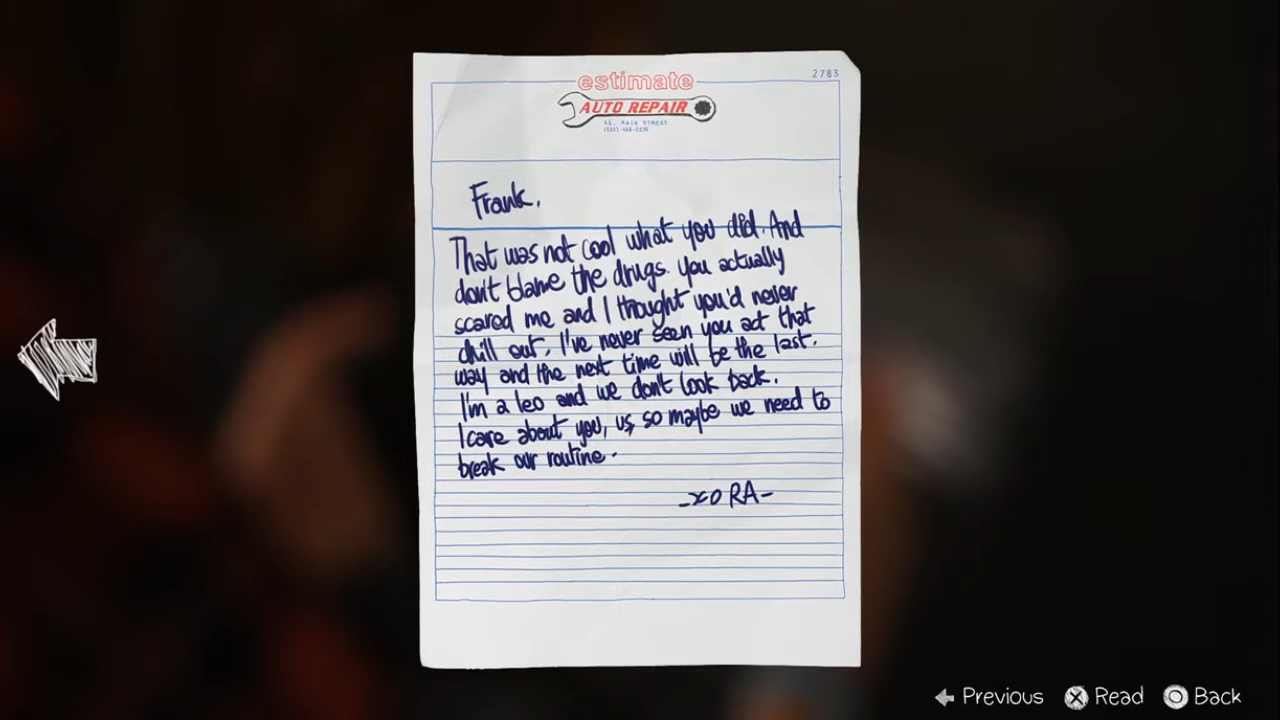 estimate
2783
AUTO REPAIR
Frank,
That was not cool what you did. And
don't blame the drugs. You actually
scared me and I thought you'd never
chill out. I've never seen you act that
way and the next time will be the last.
I'm a leo and we don't look back.
I care about you, us, so maybe we need to
break our routine.
-xo RA-
Previous
Read
Back